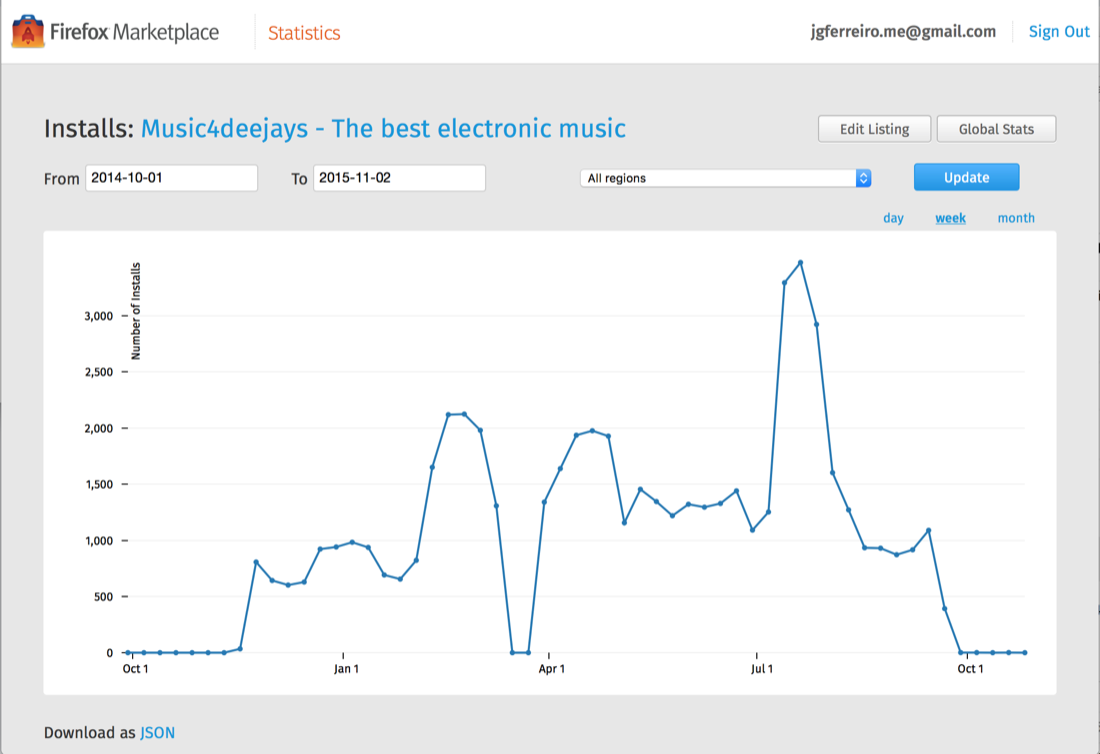 Firefox Marketplace Statistics jgferreiro.me@gmail.com Sign Out
Installs: Music4deejays - The best electronic music Edit Listing Global Stats
From 2014-10-01 To 2015-11-02 All regions Update
day week month
Number of Installs
3,000
2,500
2,000
1,500
1,000
500
0
Oct 1 Jan 1 Apr 1 Jul 1 Oct 1
Download as JSON